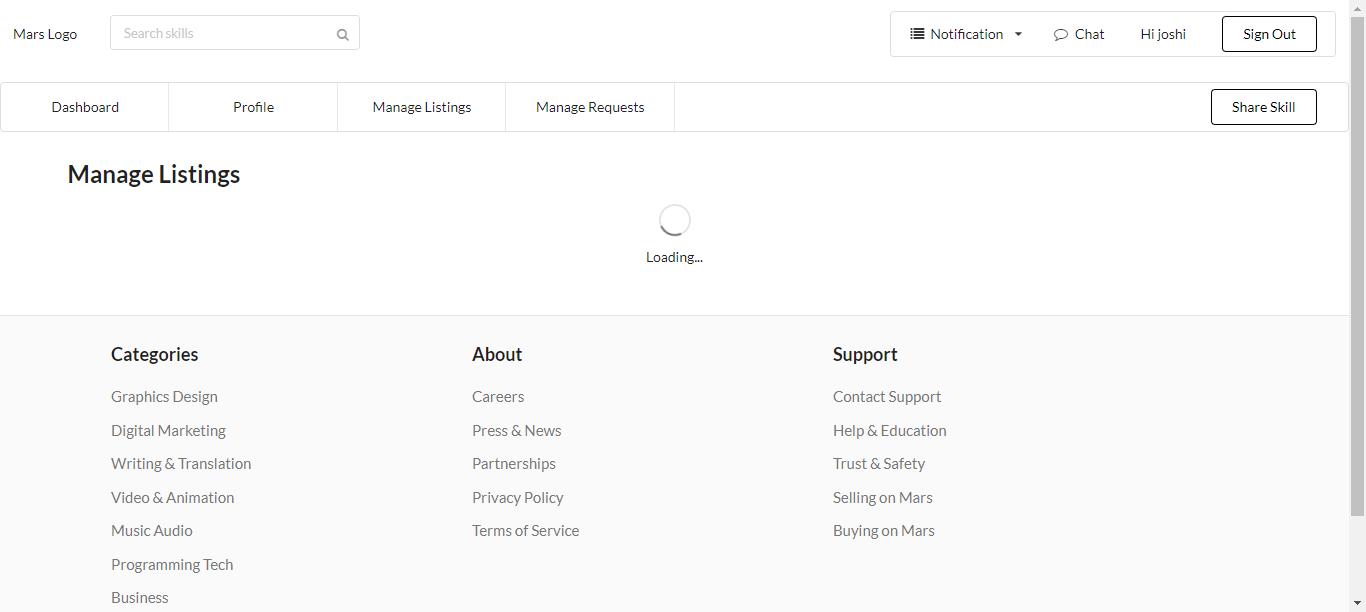 Mars Logo
Search skills
Notification
Chat
Hi joshi
Sign Out
Dashboard
Profile
Manage Listings
Manage Requests
Share Skill
Manage Listings
Loading...
Categories
Graphics Design
Digital Marketing
Writing & Translation
Video & Animation
Music Audio
Programming Tech
Business
About
Careers
Press & News
Partnerships
Privacy Policy
Terms of Service
Support
Contact Support
Help & Education
Trust & Safety
Selling on Mars
Buying on Mars